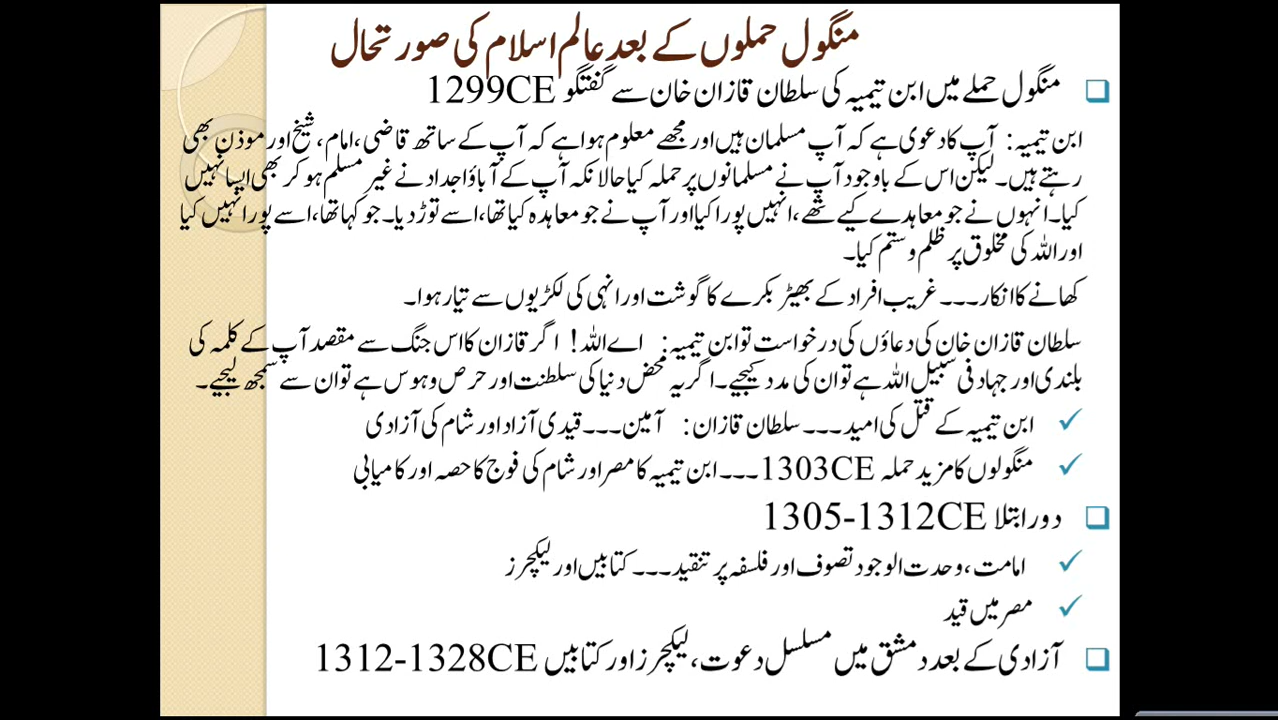 منگول حملوں کے بعد عالم اسلام کی صورتحال
منگول حملے میں ابن تیمیہ کی سلطان قازان خان سے گفتگو 1299CE
ابن تیمیہ: آپ کا دعوی ہے کہ آپ مسلمان ہیں اور مجھے معلوم ہوا ہے کہ آپ کے ساتھ قاضی، امام، شیخ اور موذن بھی
رہتے ہیں۔ لیکن اس کے باوجود آپ نے مسلمانوں پر حملہ کیا حالانکہ آپ کے آباؤ اجداد نے غیر مسلم ہو کر بھی ایسا نہیں
کیا۔ انہوں نے جو معاہدے کیے تھے، انہیں پورا کیا اور آپ نے جو معاہدہ کیا تھا، اسے توڑ دیا۔ جو کہا تھا، اسے پورا نہیں کیا
اور اللہ کی مخلوق پر ظلم و ستم کیا۔
کھانے کا انکار۔۔۔ غریب افراد کے بھیڑ بکرے کا گوشت اور انہی کی لکڑیوں سے تیار ہوا۔
سلطان قازان خان کی دعاؤں کی درخواست تو ابن تیمیہ: اے اللہ! اگر قازان کا اس جنگ سے مقصد آپ کے کلمہ کی
بلندی اور جہاد فی سبیل اللہ ہے تو ان کی مدد کیجیے۔ اگر یہ محض دنیا کی سلطنت اور حرص و ہوس ہے تو ان سے سمجھ لیجیے۔
ابن تیمیہ کے قتل کی امید۔۔۔ سلطان قازان: آمین۔۔۔ قیدی آزاد اور شام کی آزادی
منگولوں کا مزید حملہ 1303CE۔۔۔ ابن تیمیہ کا مصر اور شام کی فوج کا حصہ اور کامیابی
دور ابتلا 1305-1312CE
امامت، وحدت الوجود تصوف اور فلسفہ پر تنقید۔۔۔ کتابیں اور لیکچرز
مصر میں قید
آزادی کے بعد دمشق میں مسلسل دعوت، لیکچرز اور کتابیں 1312-1328CE